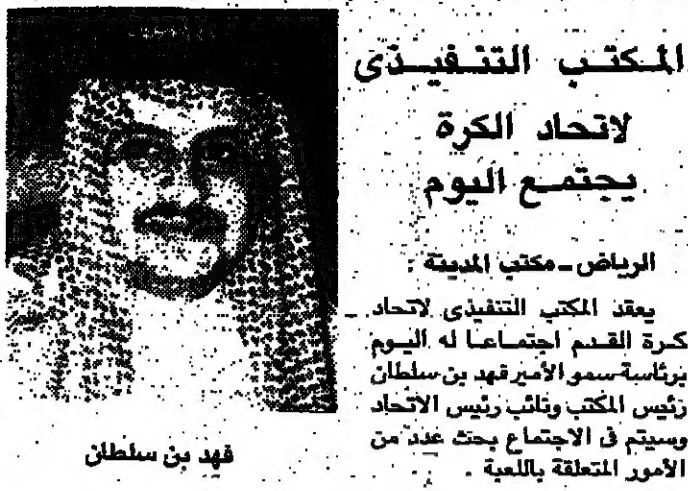 المكتب التنفيذى
لاتحاد الكرة
يجتمع اليوم
الرياض ـ مكتب المدينة :
يعقد المكتب التنفيذى لاتحاد
كرة القدم اجتماعا له اليوم
برئاسة سمو الأمير فهد بن سلطان
رئيس المكتب ونائب رئيس الاتحاد
وسيتم فى الاجتماع بحث عدد من
الأمور المتعلقة باللعبة .
فهد بن سلطان